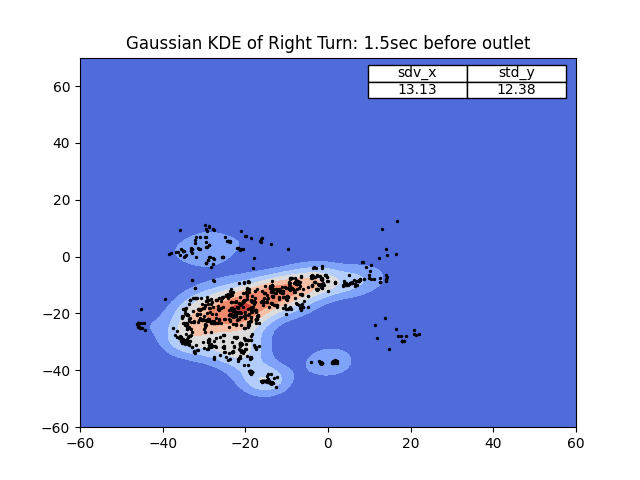 Gaussian KDE of Right Turn: 1.5sec before outlet
sdv_x std_y
13.13 12.38
60
40
20
0
−20
−40
−60
−60 −40 −20 0 20 40 60